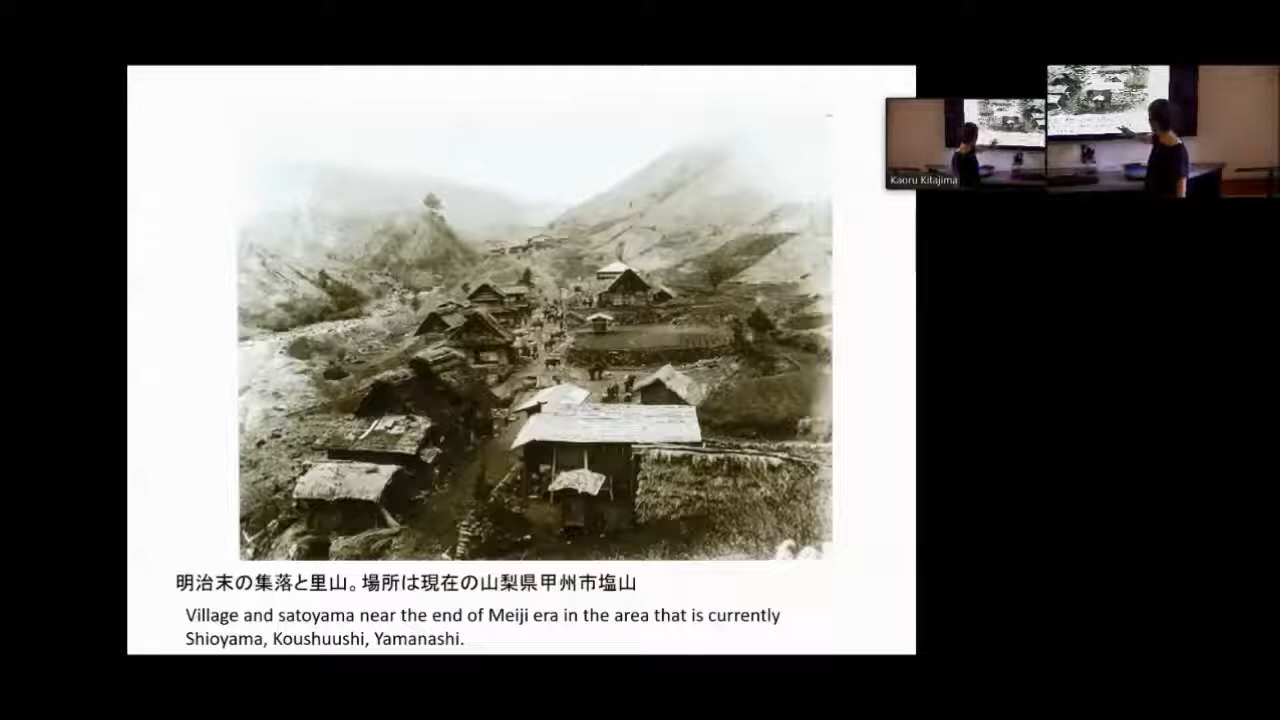 Kaoru Kitajima
明治末の集落と里山。場所は現在の山梨県甲州市塩山
Village and satoyama near the end of Meiji era in the area that is currently
Shioyama, Koushuushi, Yamanashi.